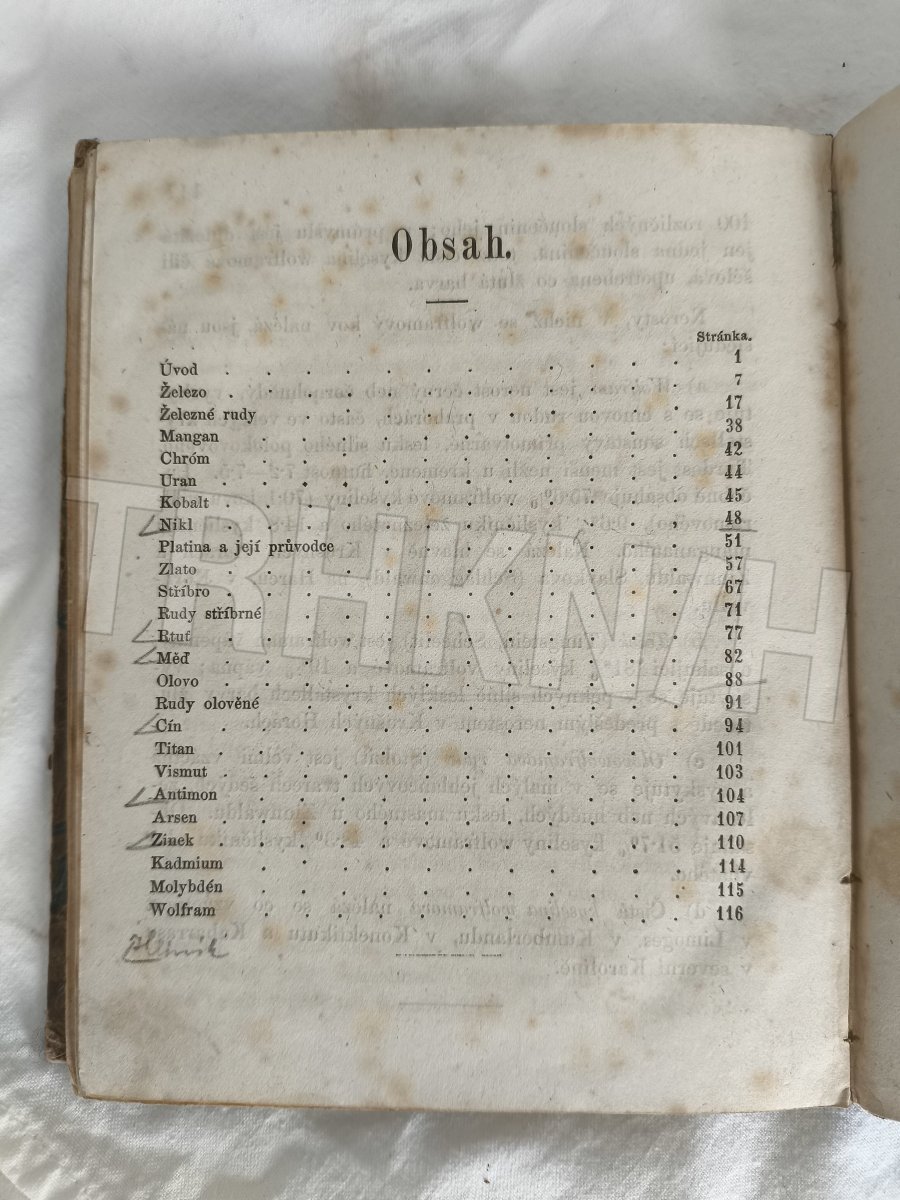 Obsah.
Stránka.
Úvod . . . . . . . . . . . 1
Železo . . . . . . . . . . . 7
Železné rudy . . . . . . . . . . 17
Mangan . . . . . . . . . . . 38
Chróm . . . . . . . . . . . 42
Uran . . . . . . . . . . . 44
Kobalt . . . . . . . . . . . 45
Nikl . . . . . . . . . . . 48
Platina a její průvodce . . . . . . . . 51
Zlato . . . . . . . . . . . 57
Stříbro . . . . . . . . . . . 67
Rudy stříbrné . . . . . . . . . . 71
Rtuť . . . . . . . . . . . 77
Měď . . . . . . . . . . . 82
Olovo . . . . . . . . . . . 88
Rudy olověné . . . . . . . . . . 91
Cín . . . . . . . . . . . 94
Titan . . . . . . . . . . . 101
Vismut . . . . . . . . . . . 103
Antimon . . . . . . . . . . . 104
Arsen . . . . . . . . . . . 107
Zinek . . . . . . . . . . . 110
Kadmium . . . . . . . . . . . 114
Molybdén . . . . . . . . . . . 115
Wolfram . . . . . . . . . . . 116
TRHKNIH